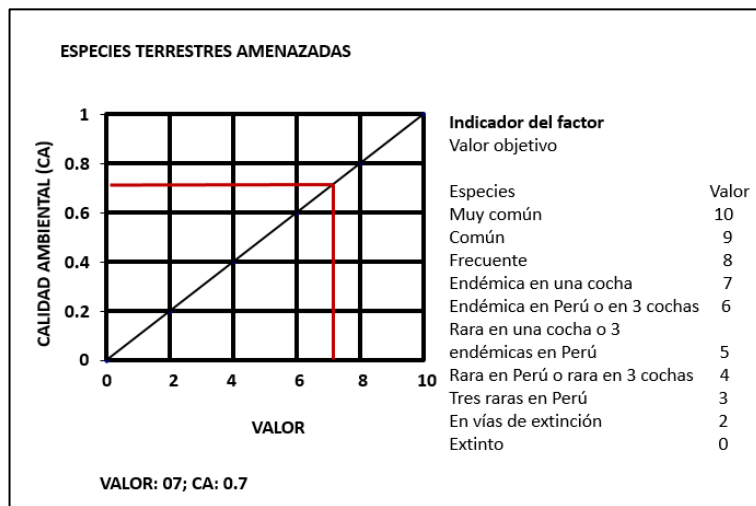 ESPECIES TERRESTRES AMENAZADAS
CALIDAD AMBIENTAL (CA)
1
0.8
0.6
0.4
0.2
0
0 2 4 6 8 10
VALOR
Indicador del factor
Valor objetivo
Especies Valor
Muy común 10
Común 9
Frecuente 8
Endémica en una cocha 7
Endémica en Perú o en 3 cochas 6
Rara en una cocha o 3
endémicas en Perú 5
Rara en Perú o rara en 3 cochas 4
Tres raras en Perú 3
En vías de extinción 2
Extinto 0
VALOR: 07; CA: 0.7